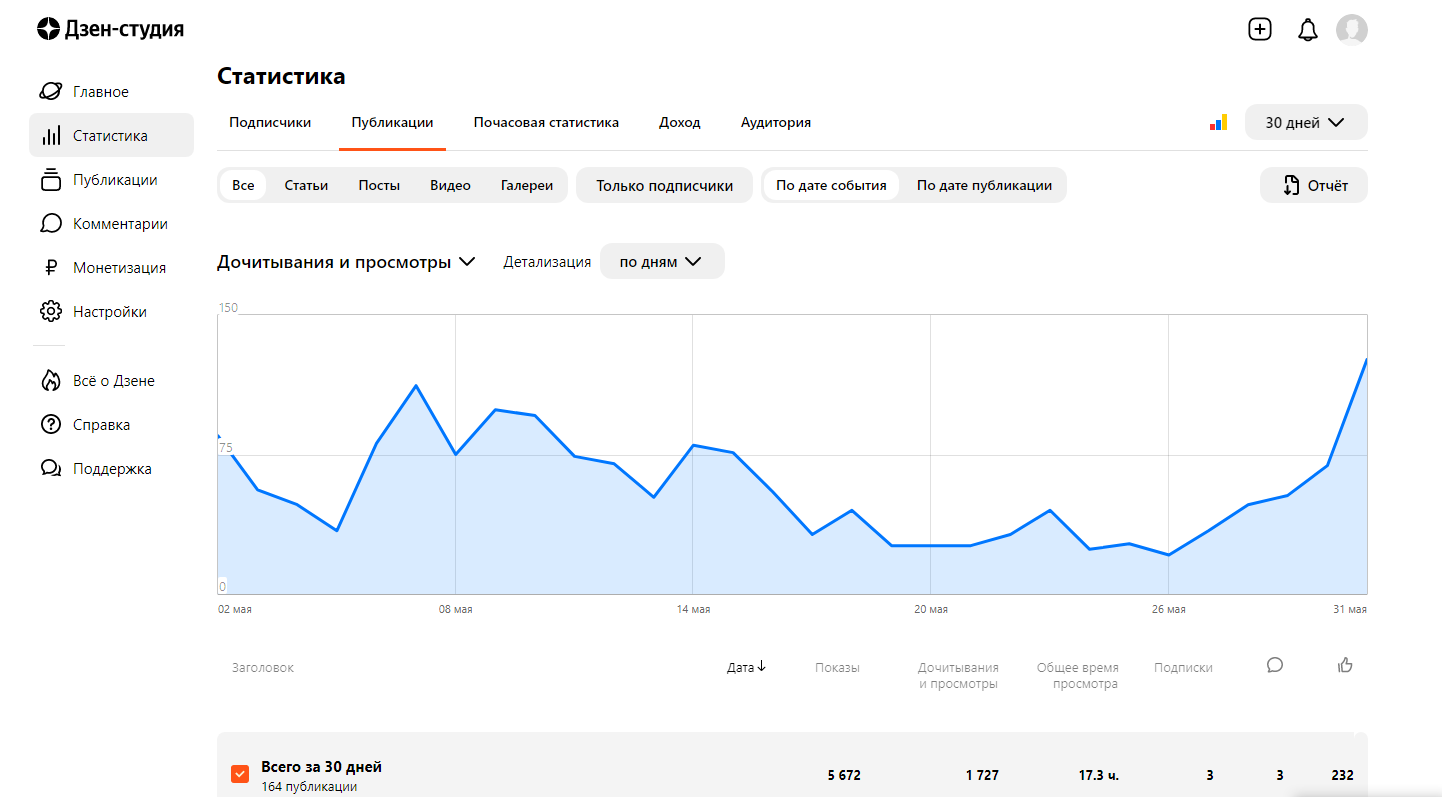 Дзен-студия
Статистика
Главное
Статистика
Публикации
Комментарии
Монетизация
Настройки
Всё о Дзене
Справка
Поддержка
Подписчики Публикации Почасовая статистика Доход Аудитория 30 дней
Все Статьи Посты Видео Галереи Только подписчики По дате события По дате публикации Отчёт
Дочитывания и просмотры Детализация по дням
150
75
0
02 мая 08 мая 14 мая 20 мая 26 мая 31 мая
Заголовок Дата Показы Дочитывания и просмотры Общее время просмотра Подписки
Всего за 30 дней 5 672 1 727 17.3 ч. 3 3 232
164 публикации